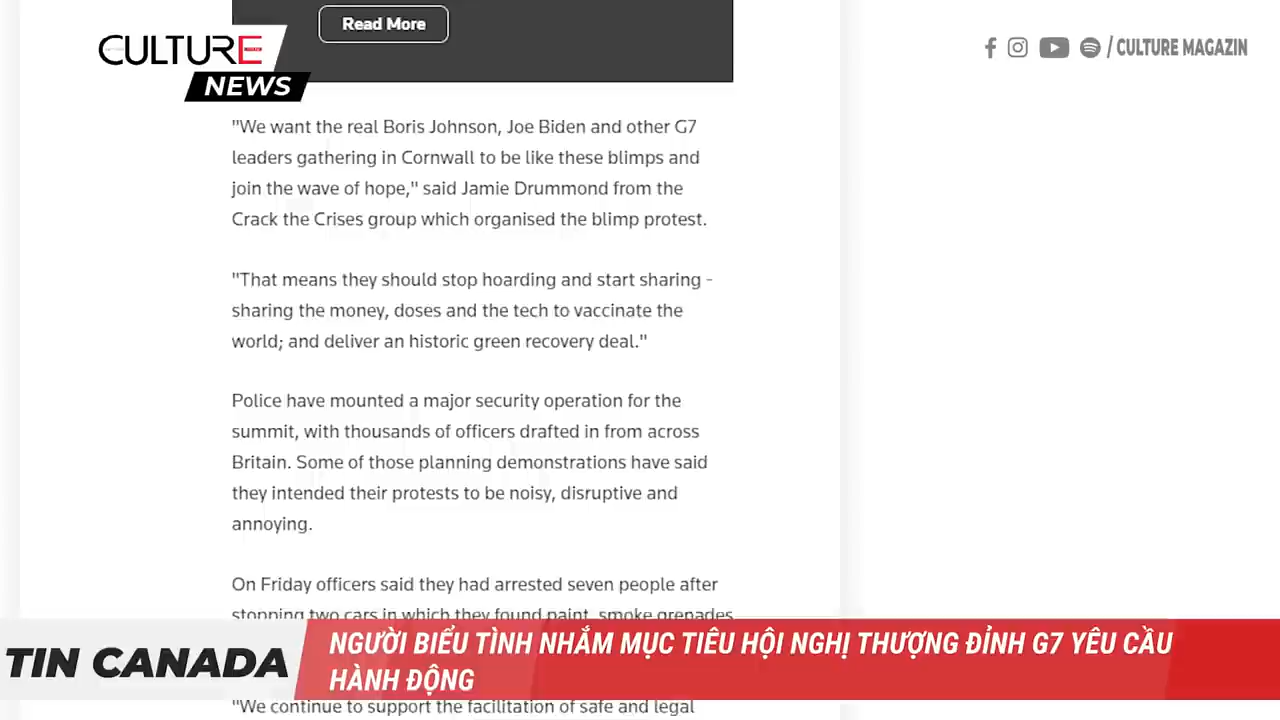 Read More
CULTURE
NEWS
/ CULTURE MAGAZIN
"We want the real Boris Johnson, Joe Biden and other G7
leaders gathering in Cornwall to be like these blimps and
join the wave of hope," said Jamie Drummond from the
Crack the Crises group which organised the blimp protest.
"That means they should stop hoarding and start sharing -
sharing the money, doses and the tech to vaccinate the
world; and deliver an historic green recovery deal."
Police have mounted a major security operation for the
summit, with thousands of officers drafted in from across
Britain. Some of those planning demonstrations have said
they intended their protests to be noisy, disruptive and
annoying.
On Friday officers said they had arrested seven people after
stopping two cars in which they found paint, smoke grenades
TIN CANADA
NGƯỜI BIỂU TÌNH NHẮM MỤC TIÊU HỘI NGHỊ THƯỢNG ĐỈNH G7 YÊU CẦU
HÀNH ĐỘNG
"We continue to support the facilitation of safe and legal